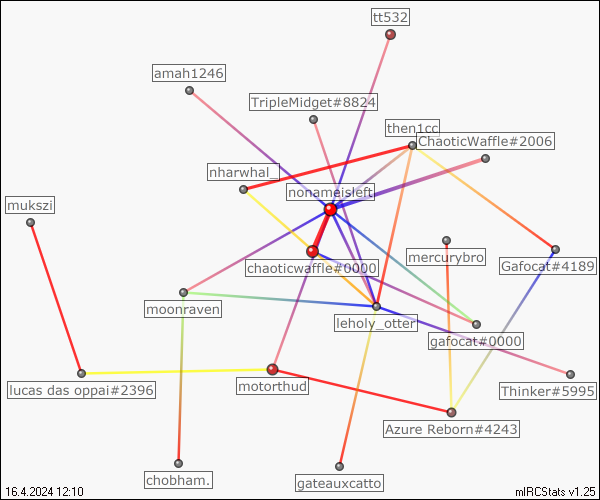 tt532
amah1246
TripleMidget#8824
then1cc
ChaoticWaffle#2006
nharwhal_
nonameisleft
mukszi
mercurybro
chaoticwaffle#0000
Gafocat#4189
moonraven
leholy_otter
gafocat#0000
motorthud
lucas das oppai#2396
Thinker#5995
Azure Reborn#4243
chobham.
gateauxcatto
16.4.2024 12:10
mIRCStats v1.25